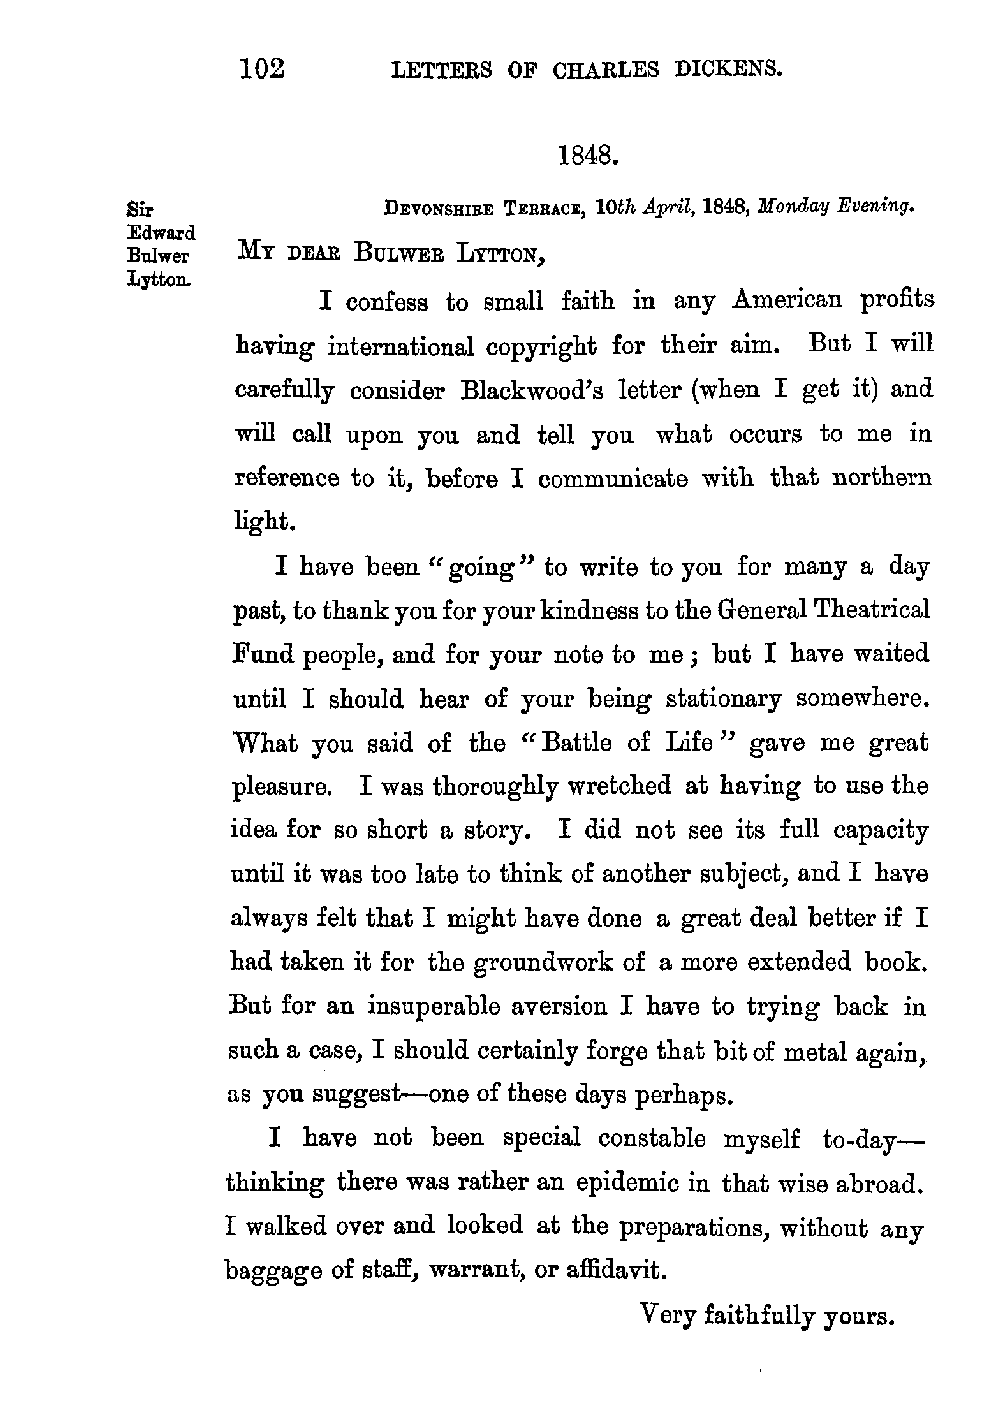 102 LETTERS OF CHARLES DICKENS.
1848.
Sir
Edward
Bulwer
Lytton.
DEVONSHIRE TERRACE, 10th April, 1848, Monday Evening.
MY DEAR BULWER LYTTON,
I confess to small faith in any American profits
having international copyright for their aim. But I will
carefully consider Blackwood's letter (when I get it) and
will call upon you and tell you what occurs to me in
reference to it, before I communicate with that northern
light.
I have been "going" to write to you for many a day
past, to thank you for your kindness to the General Theatrical
Fund people, and for your note to me; but I have waited
until I should hear of your being stationary somewhere.
What you said of the "Battle of Life" gave me great
pleasure. I was thoroughly wretched at having to use the
idea for so short a story. I did not see its full capacity
until it was too late to think of another subject, and I have
always felt that I might have done a great deal better if I
had taken it for the groundwork of a more extended book.
But for an insuperable aversion I have to trying back in
such a case, I should certainly forge that bit of metal again,
as you suggest—one of these days perhaps.
I have not been special constable myself to-day—
thinking there was rather an epidemic in that wise abroad.
I walked over and looked at the preparations, without any
baggage of staff, warrant, or affidavit.
Very faithfully yours.